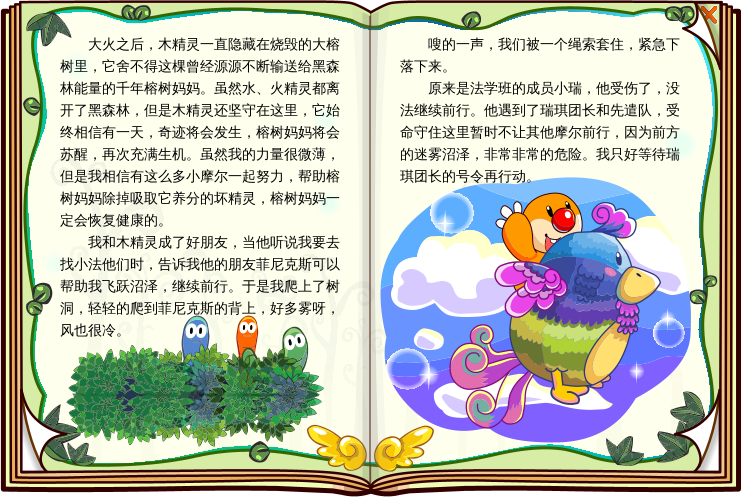 大火之后，木精灵一直隐藏在烧毁的大榕
树里，它舍不得这棵曾经源源不断输送给黑森
林能量的千年榕树妈妈。虽然水、火精灵都离
开了黑森林，但是木精灵还坚守在这里，它始
终相信有一天，奇迹将会发生，榕树妈妈将会
苏醒，再次充满生机。虽然我的力量很微薄，
但是我相信有这么多小摩尔一起努力，帮助榕
树妈妈除掉吸取它养分的坏精灵，榕树妈妈一
定会恢复健康的。
我和木精灵成了好朋友，当他听说我要去
找小法他们时，告诉我他的朋友菲尼克斯可以
帮助我飞跃沼泽，继续前行。于是我爬上了树
洞，轻轻的爬到菲尼克斯的背上，好多雾呀，
风也很冷。
嗖的一声，我们被一个绳索套住，紧急下
落下来。
原来是法学班的成员小瑞，他受伤了，没
法继续前行。他遇到了瑞琪团长和先遣队，受
命守住这里暂时不让其他摩尔前行，因为前方
的迷雾沼泽，非常非常的危险。我只好等待瑞
琪团长的号令再行动。